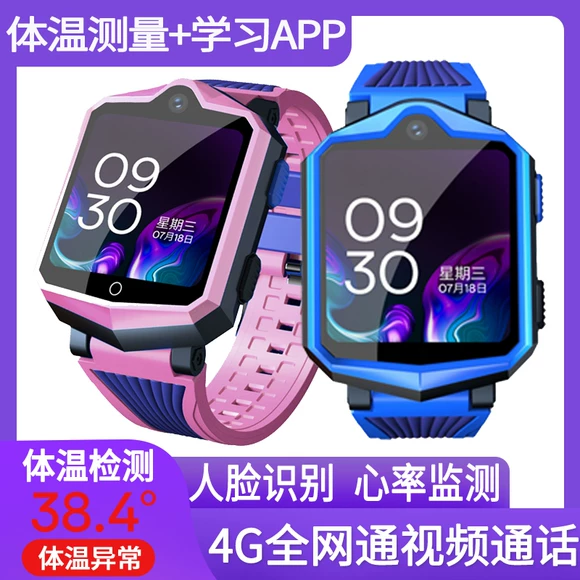 体温测量+学习APP
09
30
星期三
07月18日
09
30
星期三
07月18日
体温检测
38.4°
体温异常
人脸识别 心率监测
4G全网通视频通话